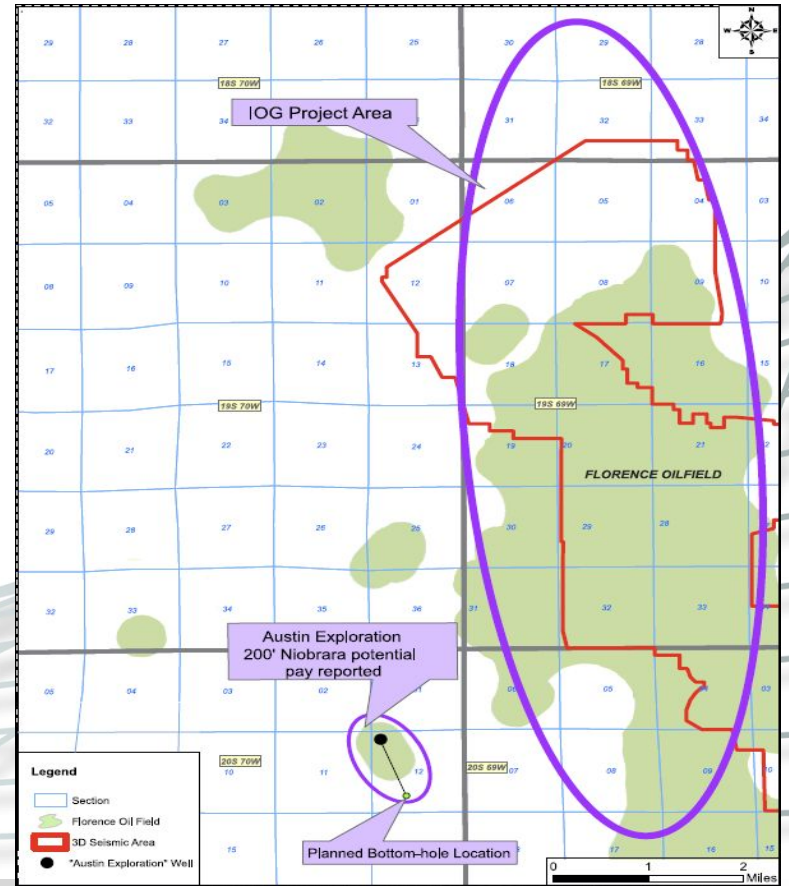 N
W E
S
29 28 27 26 25 30 29 28
18S 70W 18S 69W
32 33 34 31 32 33 34
IOG Project Area
05 04 03 02 01 06 05 04 03
08 09 10 11 12 07 08 09 10
17 16 15 14 13 18 17 16 15
19S 70W 19S 69W
20 21 22 23 24 19 20 21
FLORENCE OILFIELD
29 28 27 26 25 30 29 28
32 33 34 35 36 31 32 33
Austin Exploration
200' Niobrara potential
pay reported
05 04 03 02 01 06 05 04 03
20S 70W 20S 69W
10 11 12 07 08 09 10
15 17 16 15
Planned Bottom-hole Location
Legend
Section
Florence Oil Field
3D Seismic Area
"Austin Exploration" Well
0 1 2
Miles